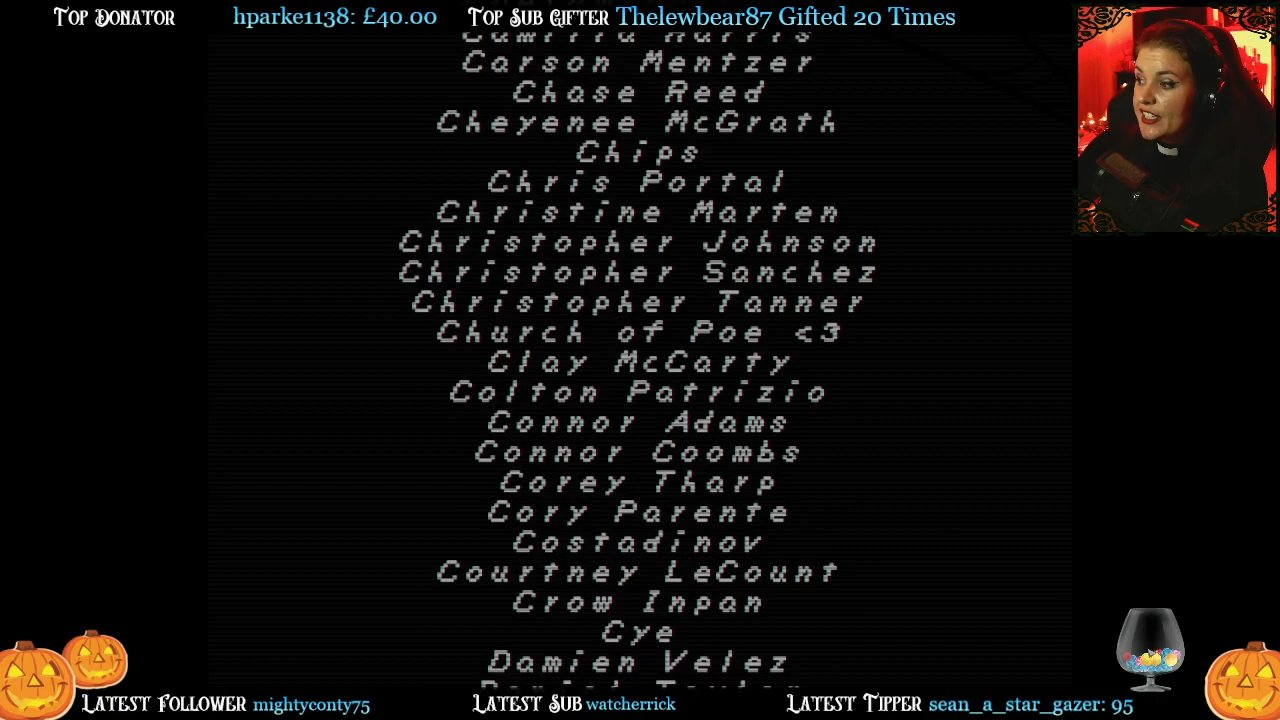 Top Donator hparke1138: £40.00 Top Sub Gifter Thelewbear87 Gifted 20 Times
Camilla Harris
Carson Mentzer
Chase Reed
Cheyenee McGrath
Chips
Chris Portal
Christine Marten
Christopher Johnson
Christopher Sanchez
Christopher Tanner
Church of Poe <3
Clay McCarty
Colton Patrizio
Connor Adams
Connor Coombs
Corey Tharp
Cory Parente
Costadinov
Courtney LeCount
Crow Inpan
Cye
Damien Velez
Latest Follower mightyconty75 Latest Sub watcherrick Latest Tipper sean_a_star_gazer: 95